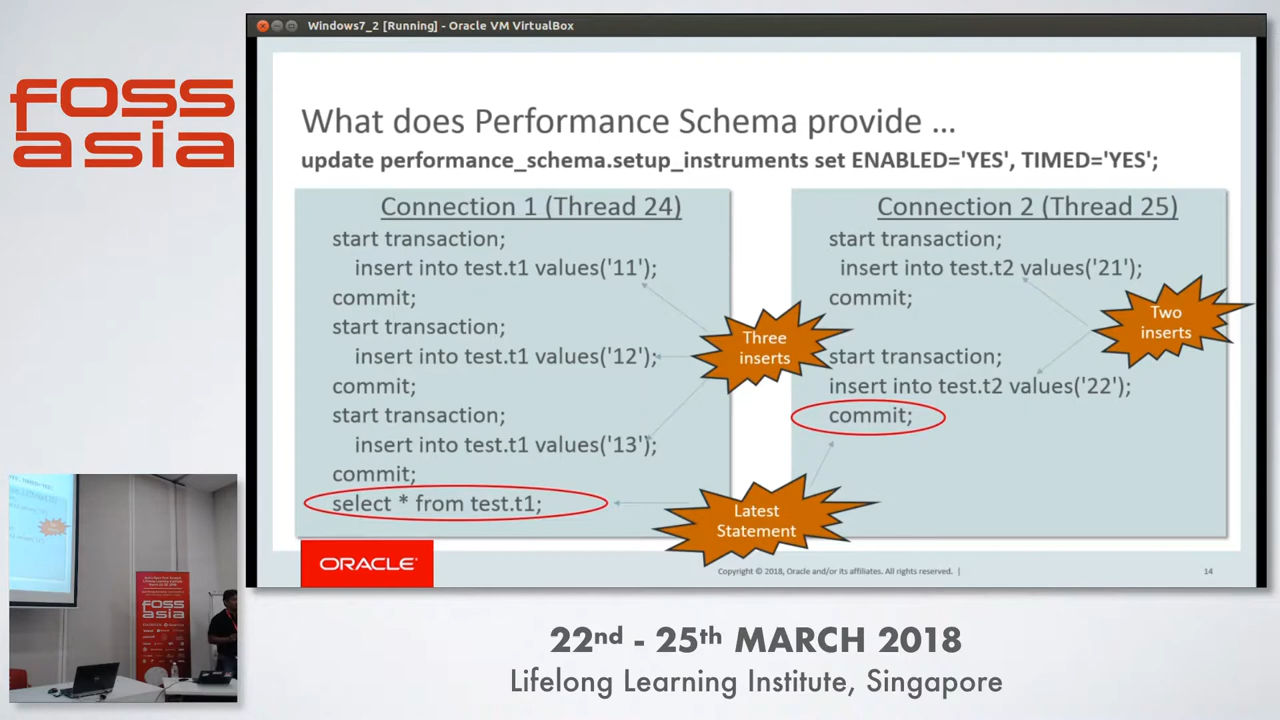 Windows7_2 [Running] - Oracle VM VirtualBox
foss
asia
What does Performance Schema provide ...
update performance_schema.setup_instruments set ENABLED='YES', TIMED='YES';
Connection 1 (Thread 24)
start transaction;
insert into test.t1 values('11');
commit;
start transaction;
insert into test.t1 values('12');
commit;
start transaction;
insert into test.t1 values('13');
commit;
select * from test.t1;
Three
inserts
Connection 2 (Thread 25)
start transaction;
insert into test.t2 values('21');
commit;
start transaction;
insert into test.t2 values('22');
commit;
Two
inserts
Latest
Statement
ORACLE
Copyright © 2018, Oracle and/or its affiliates. All rights reserved. |
14
foss
asia
22nd - 25th MARCH 2018
Lifelong Learning Institute, Singapore